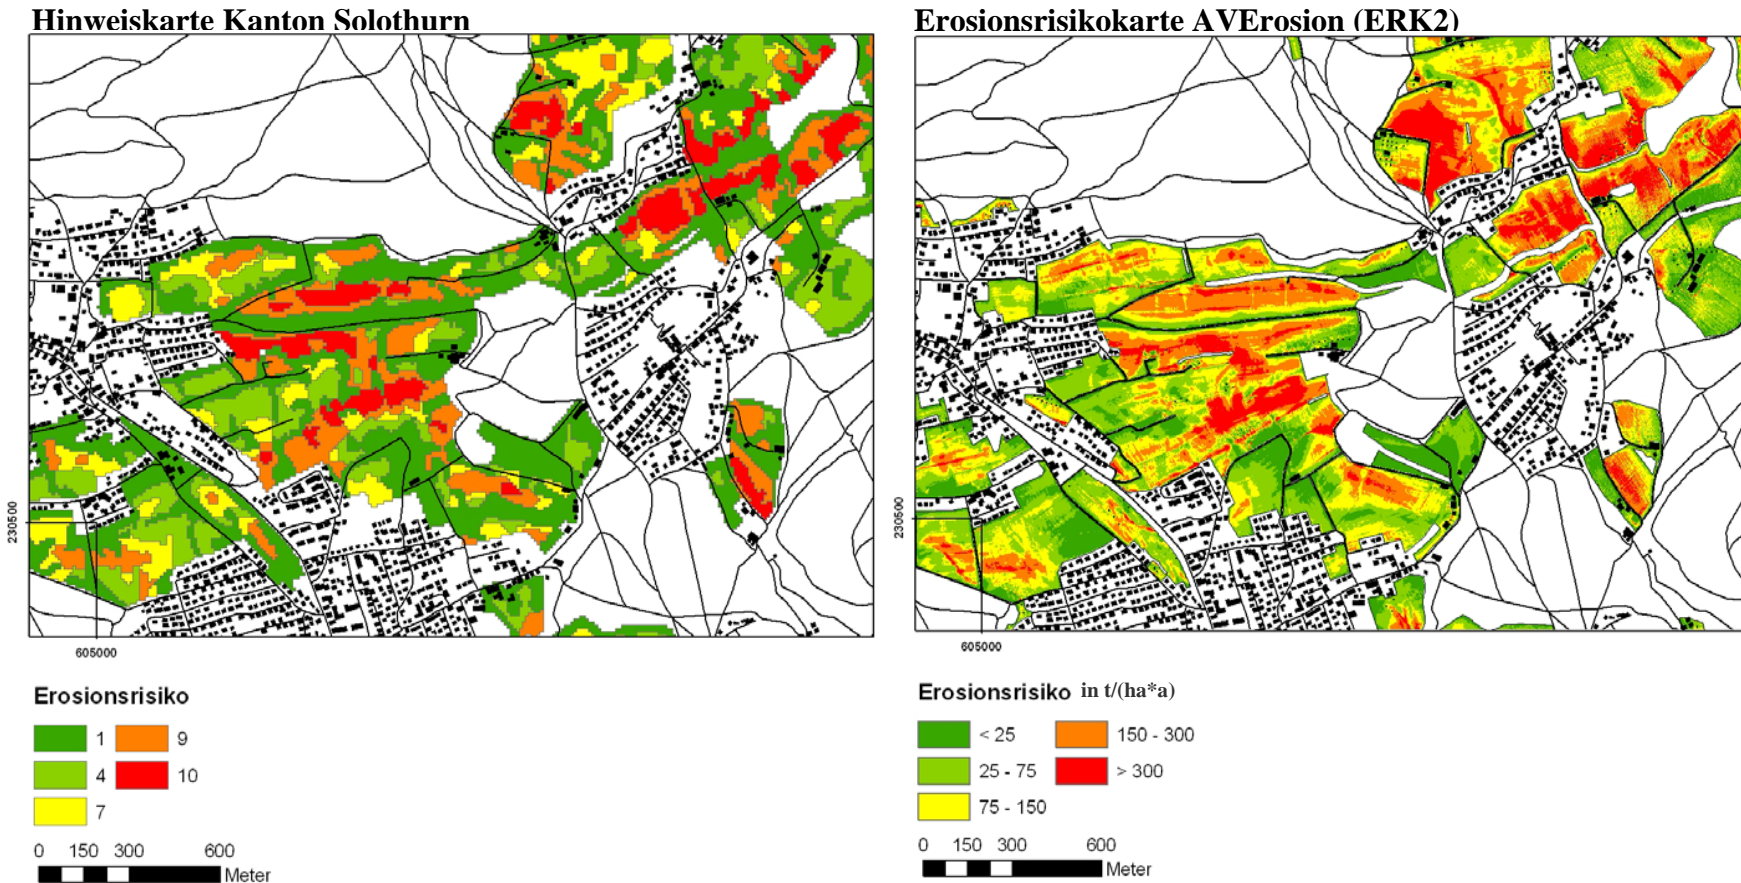 Hinweiskarte Kanton Solothurn
230500
605000
Erosionsrisiko
1 9
4 10
7
0 150 300 600
Meter
Erosionsrisikokarte AVErosion (ERK2)
230500
605000
Erosionsrisiko in t/(ha*a)
< 25 150 - 300
25 - 75 > 300
75 - 150
0 150 300 600
Meter